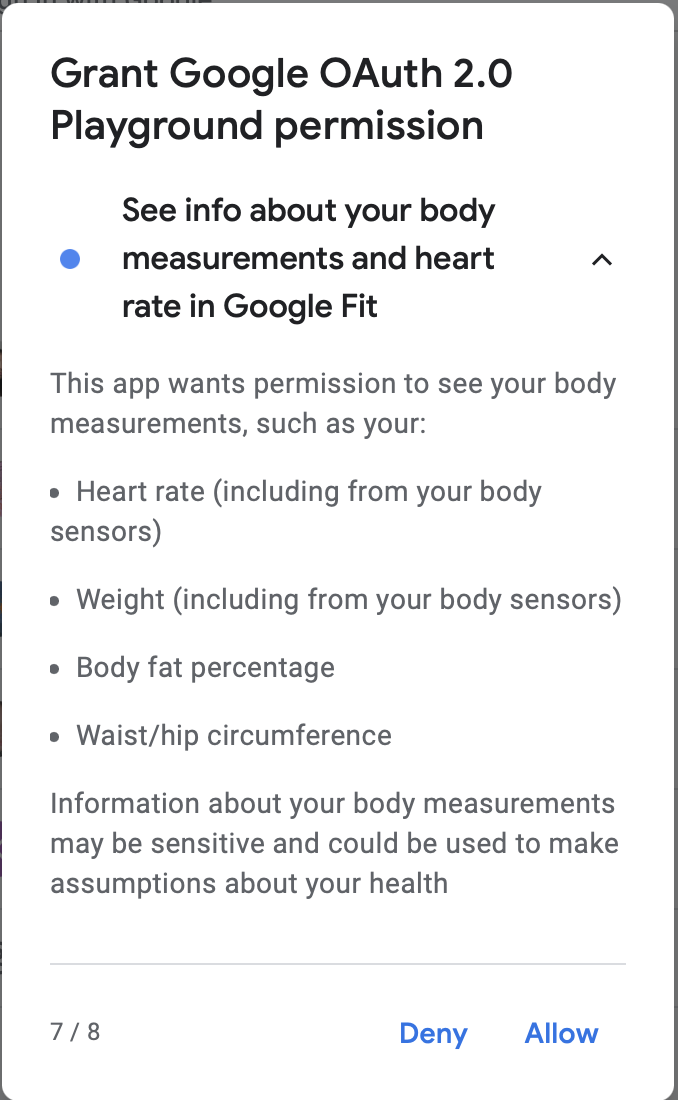 Grant Google OAuth 2.0
Playground permission
See info about your body
measurements and heart
rate in Google Fit
This app wants permission to see your body
measurements, such as your:
• Heart rate (including from your body
sensors)
• Weight (including from your body sensors)
• Body fat percentage
• Waist/hip circumference
Information about your body measurements
may be sensitive and could be used to make
assumptions about your health
7 / 8
Deny
Allow